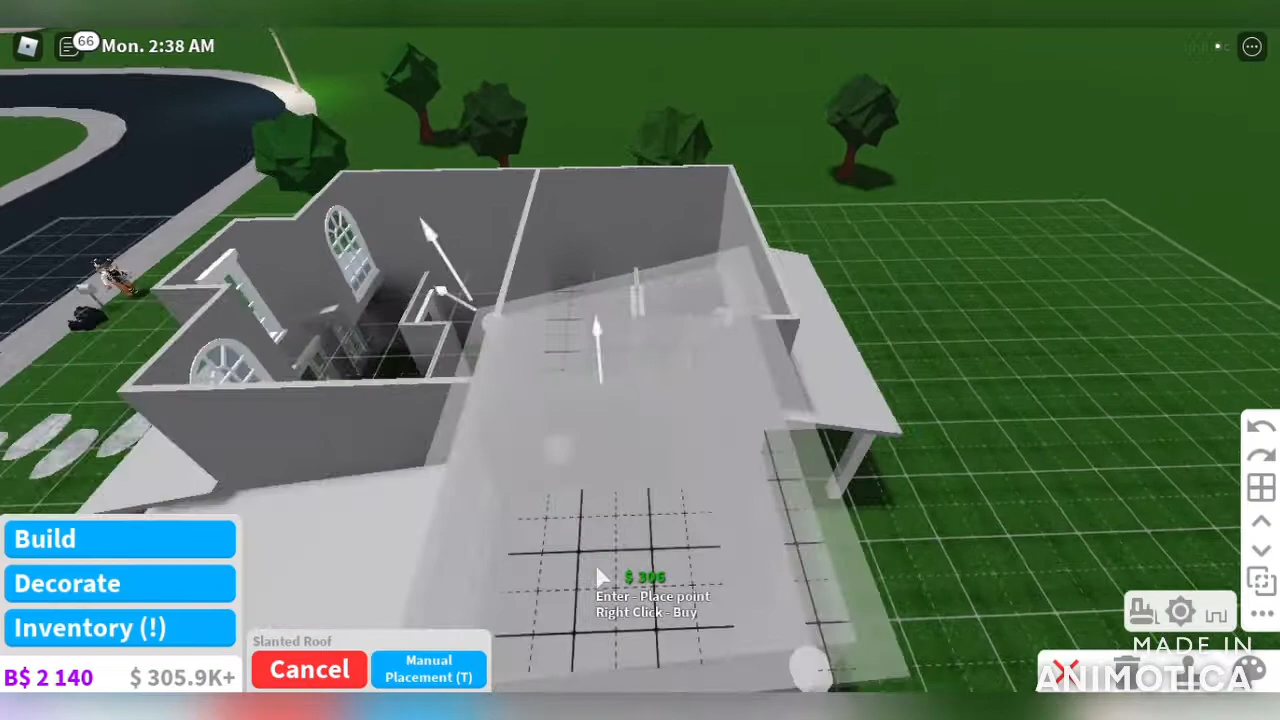 66
Mon. 2:38 AM
$ 306
Enter - Place point
Right Click - Buy
Build
Decorate
Inventory (!)
B$ 2 140
$ 305.9K+
Slanted Roof
Cancel
Manual
Placement (T)
MADE IN
ANIMOTICA